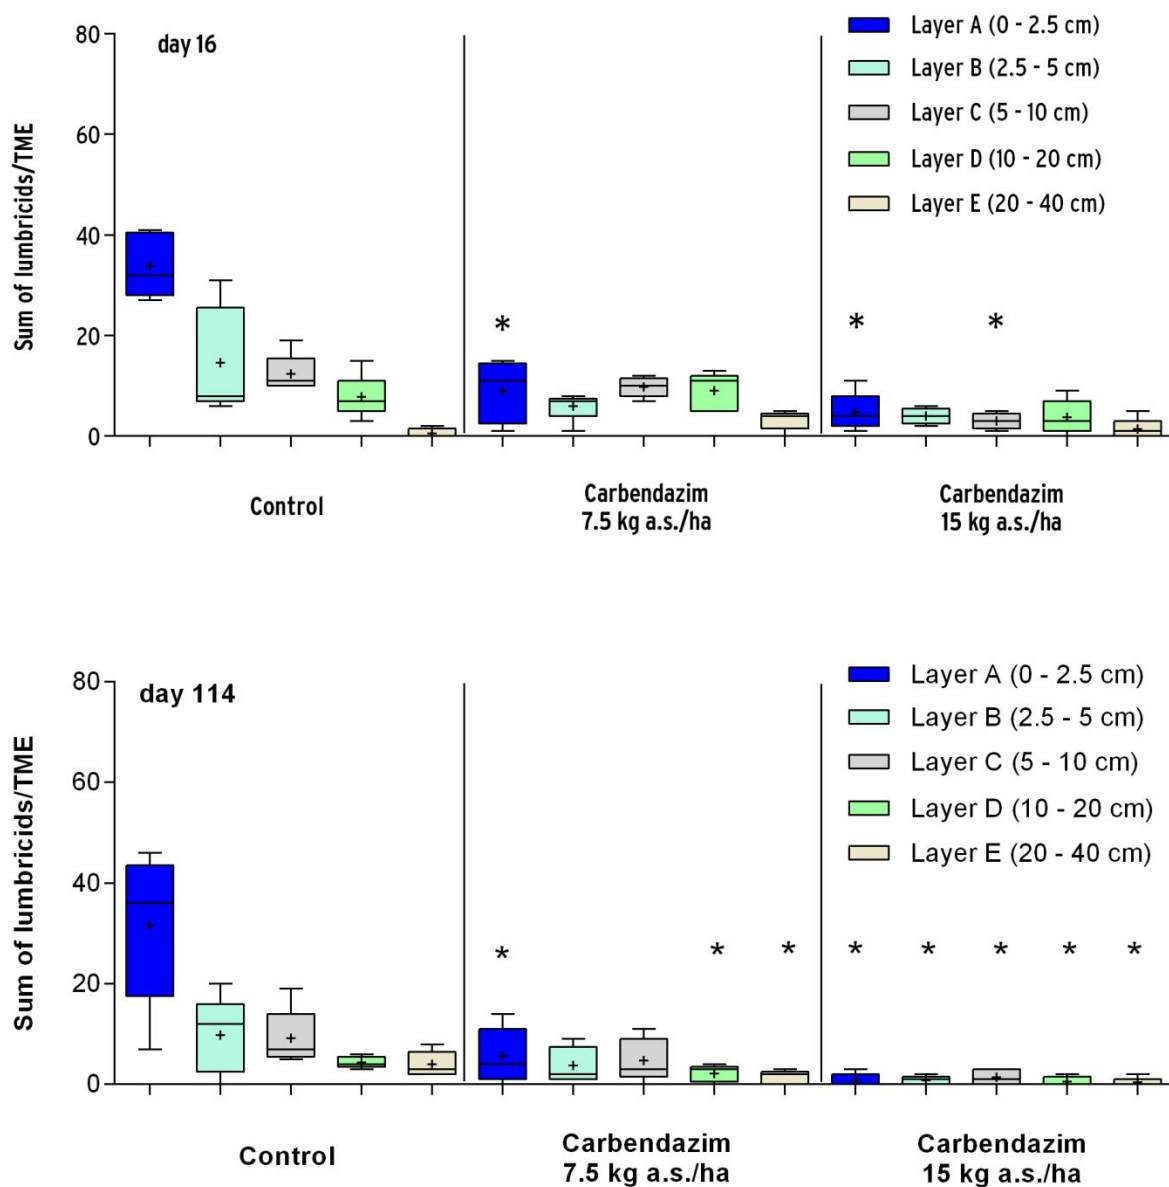 80
60
40
20
0
Sum of lumbricids/TME
day 16
Layer A (0 - 2.5 cm)
Layer B (2.5 - 5 cm)
Layer C (5 - 10 cm)
Layer D (10 - 20 cm)
Layer E (20 - 40 cm)
*
*
*
Control
Carbendazim
7.5 kg a.s./ha
Carbendazim
15 kg a.s./ha
80
60
40
20
0
Sum of lumbricids/TME
day 114
Layer A (0 - 2.5 cm)
Layer B (2.5 - 5 cm)
Layer C (5 - 10 cm)
Layer D (10 - 20 cm)
Layer E (20 - 40 cm)
* * * * * * * *
Control
Carbendazim
7.5 kg a.s./ha
Carbendazim
15 kg a.s./ha